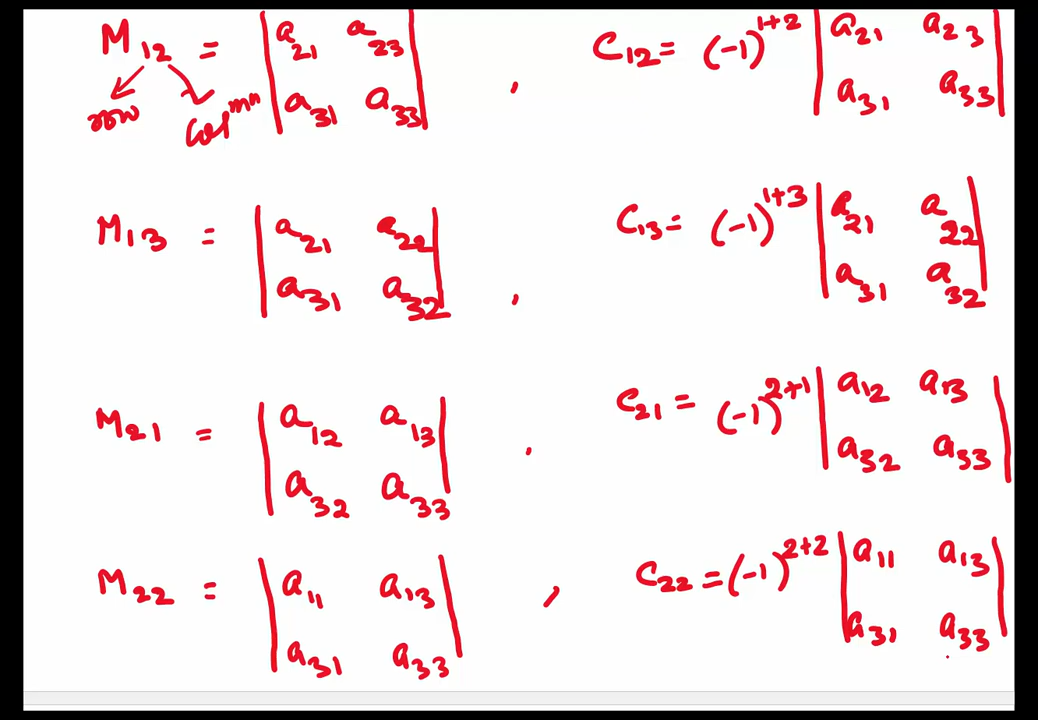 M₁₂ = | a₂₁ a₂₃ | , C₁₂ = (-1)¹⁺² | a₂₁ a₂₃ |
| a₃₁ a₃₃ | | a₃₁ a₃₃ |
row colᵐⁿ
M₁₃ = | a₂₁ a₂₂ | , C₁₃ = (-1)¹⁺³ | a₂₁ a₂₂ |
| a₃₁ a₃₂ | | a₃₁ a₃₂ |
M₂₁ = | a₁₂ a₁₃ | . C₂₁ = (-1)²⁺¹ | a₁₂ a₁₃ |
| a₃₂ a₃₃ | | a₃₂ a₃₃ |
M₂₂ = | a₁₁ a₁₃ | , C₂₂ = (-1)²⁺² | a₁₁ a₁₃ |
| a₃₁ a₃₃ | | a₃₁ a₃₃ |